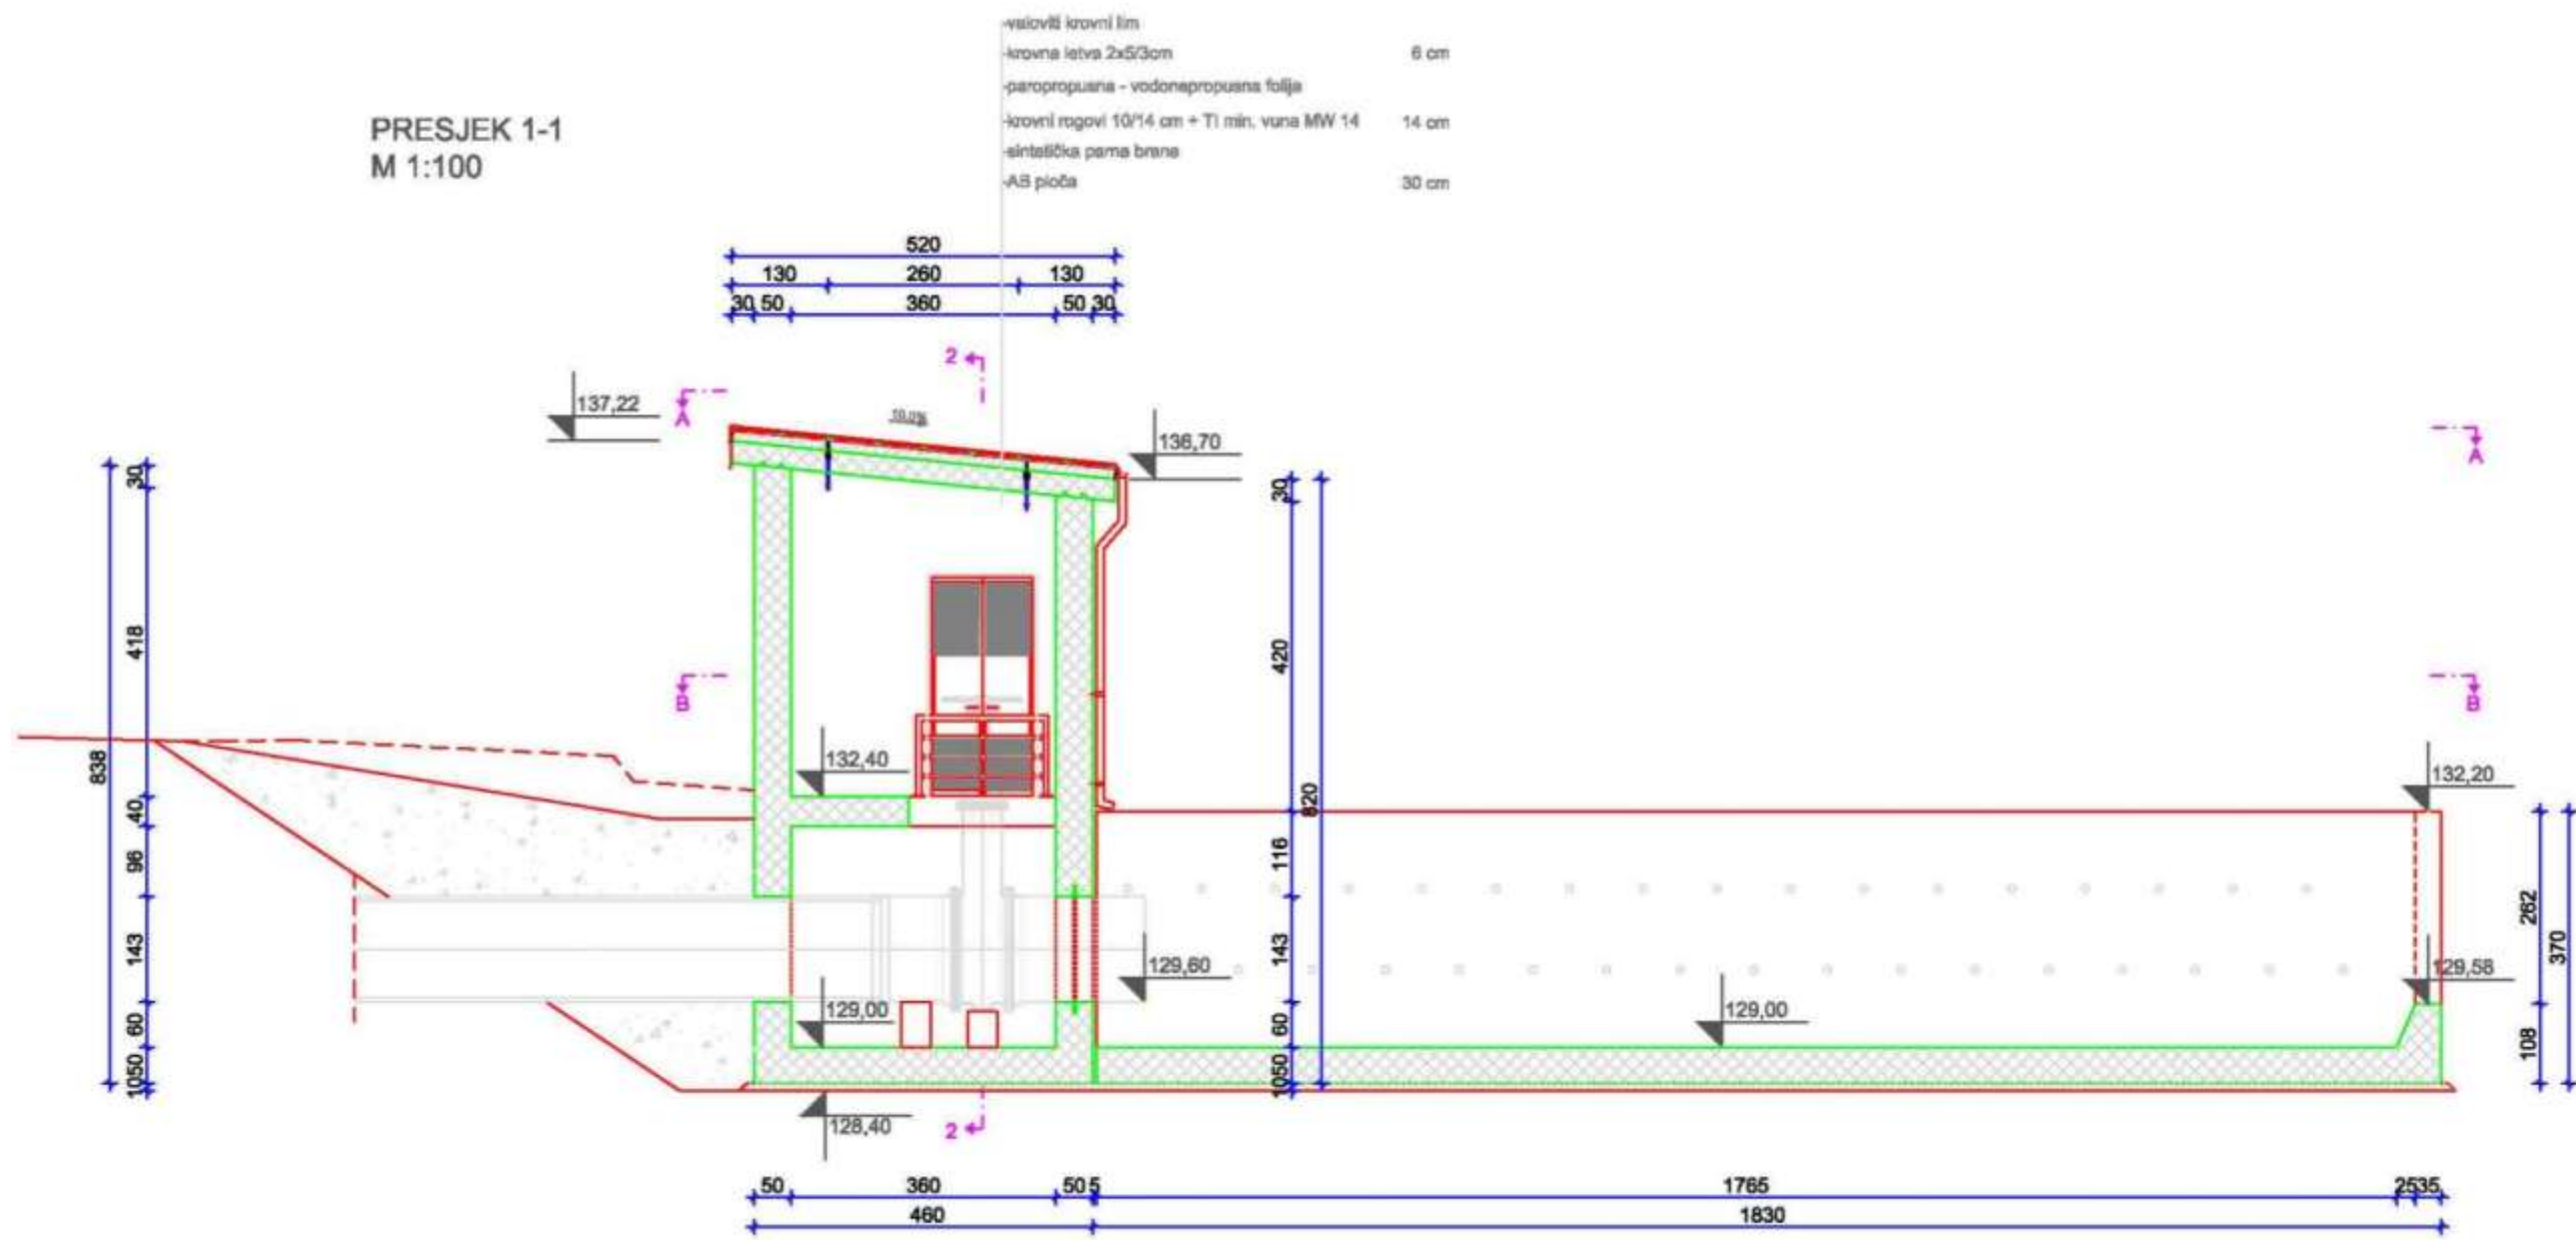 -valoviti krovni lim
-krovna letva 2x5/3cm 6 cm
-paropropusna - vodonepropusna folija
-krovni rogovi 10/14 cm + TI min. vuna MW 14 14 cm
-sintetička parna brana
-AB ploča 30 cm
PRESJEK 1-1
M 1:100
520
130 260 130
30 50 360 50 30
2
137,22
A
10.0%
136,70
A
30
30
418
420
B
B
132,40
132,20
838
820
40
96
116
262
370
143
143
129,60
129,58
129,00
129,00
60
60
108
1050
1050
128,40
2
50 360 50 5 1765 2535
460 1830